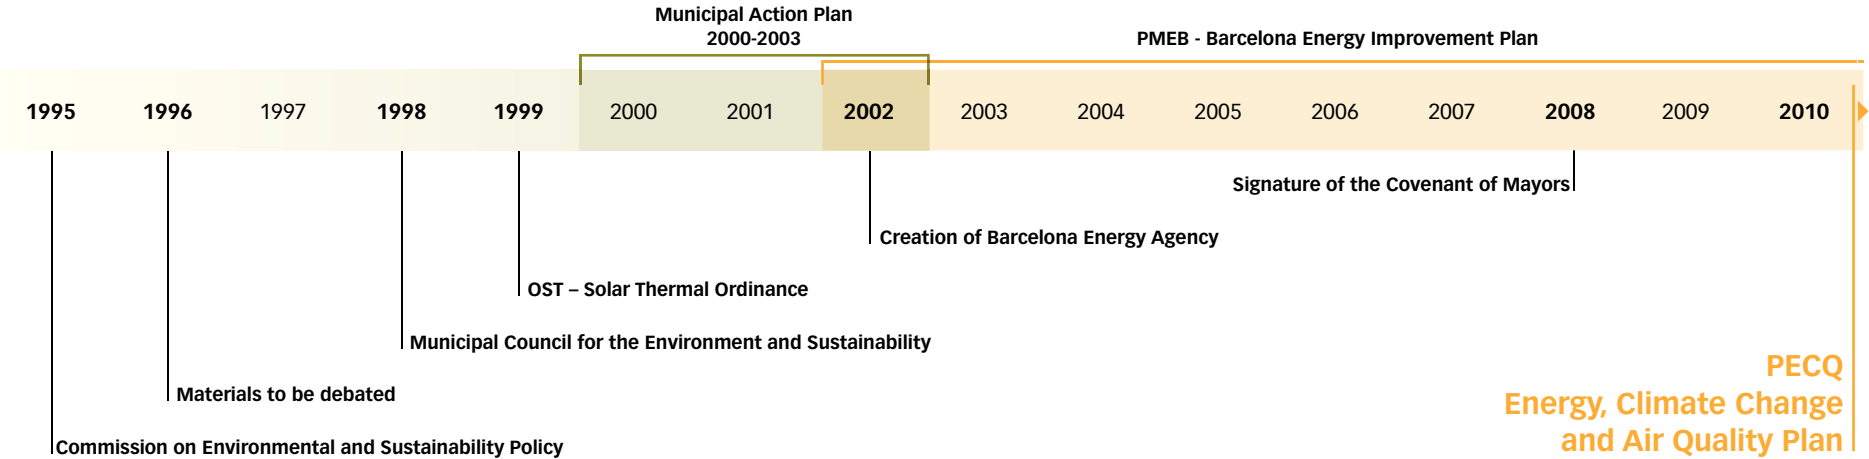 Municipal Action Plan
2000-2003
PMEB - Barcelona Energy Improvement Plan
1995 1996 1997 1998 1999 2000 2001 2002 2003 2004 2005 2006 2007 2008 2009 2010
Signature of the Covenant of Mayors
Creation of Barcelona Energy Agency
OST – Solar Thermal Ordinance
Municipal Council for the Environment and Sustainability
Materials to be debated
Commission on Environmental and Sustainability Policy
PECQ
Energy, Climate Change
and Air Quality Plan